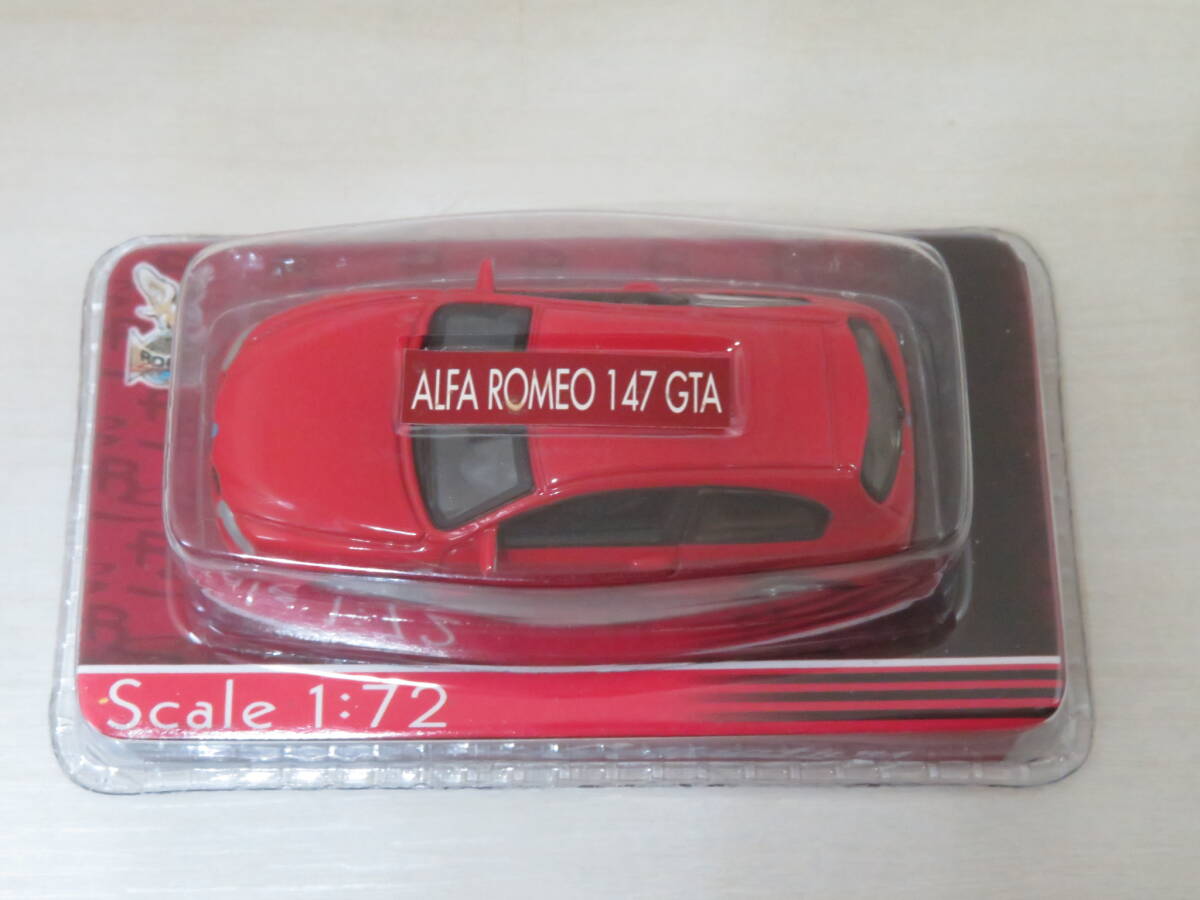 ALFA ROMEO 147 GTA
Scale 1:72